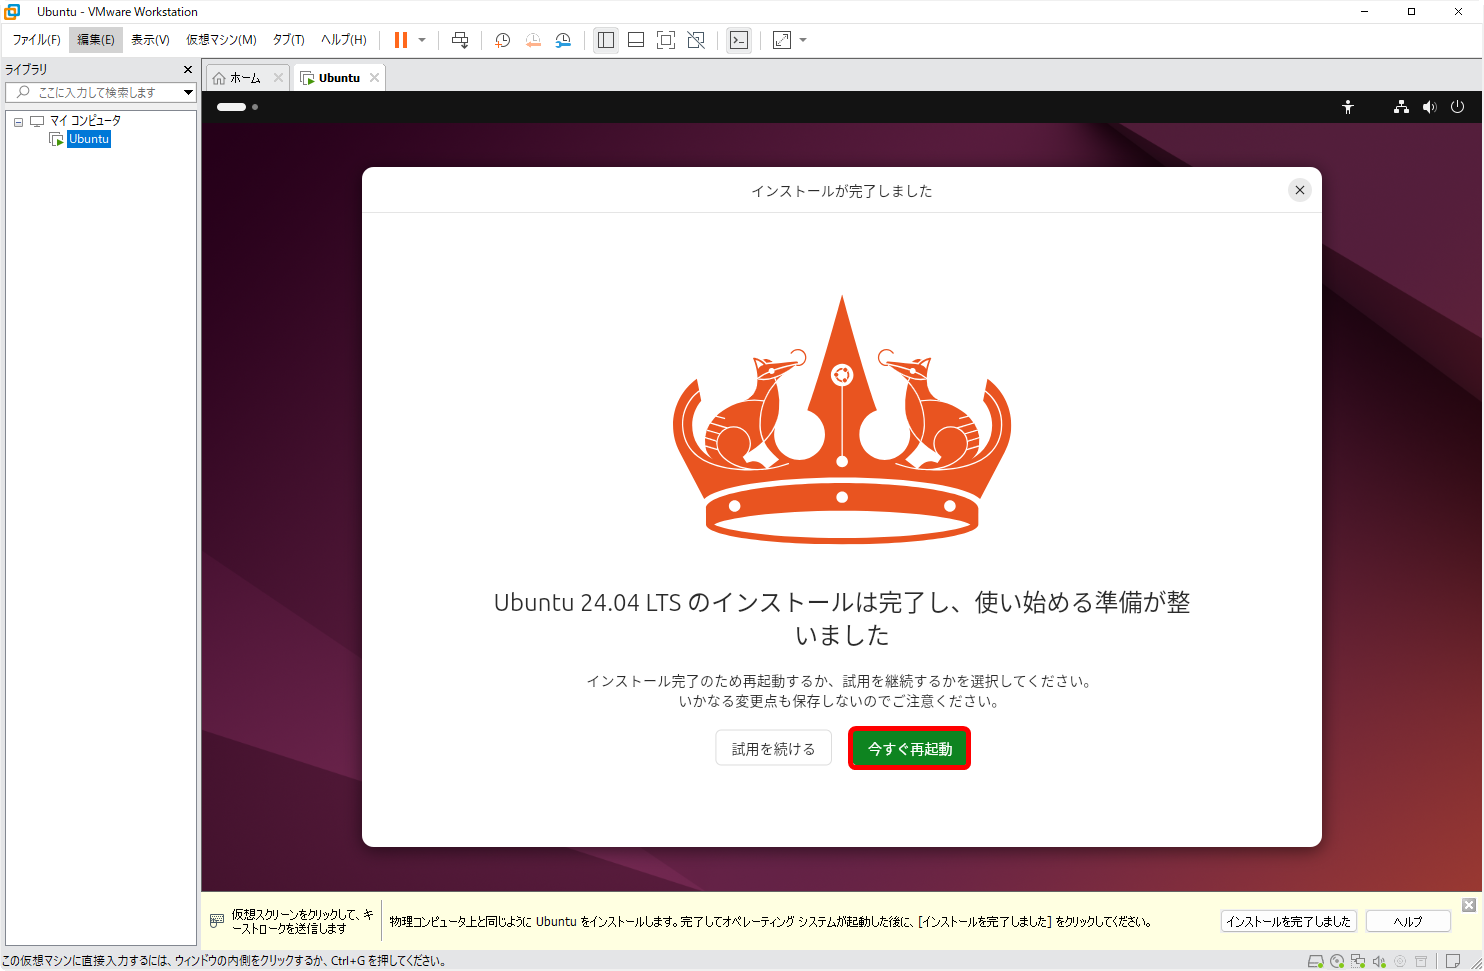 Ubuntu - VMware Workstation
ファイル(F) 編集(E) 表示(V) 仮想マシン(M) タブ(T) ヘルプ(H)
ライブラリ
ホーム
Ubuntu
ここに入力して検索します
マイ コンピュータ
Ubuntu
インストールが完了しました
Ubuntu 24.04 LTS のインストールは完了し、使い始める準備が整
いました
インストール完了のため再起動するか、試用を継続するかを選択してください。
いかなる変更点も保存しないのでご注意ください。
試用を続ける
今すぐ再起動
仮想スクリーンをクリックして、キ
ーストロークを送信します
物理コンピュータ上と同じように Ubuntu をインストールします。完了してオペレーティング システムが起動した後に、[インストールを完了しました] をクリックしてください。
インストールを完了しました
ヘルプ
この仮想マシンに直接入力するには、ウィンドウの内側をクリックするか、Ctrl+G を押してください。